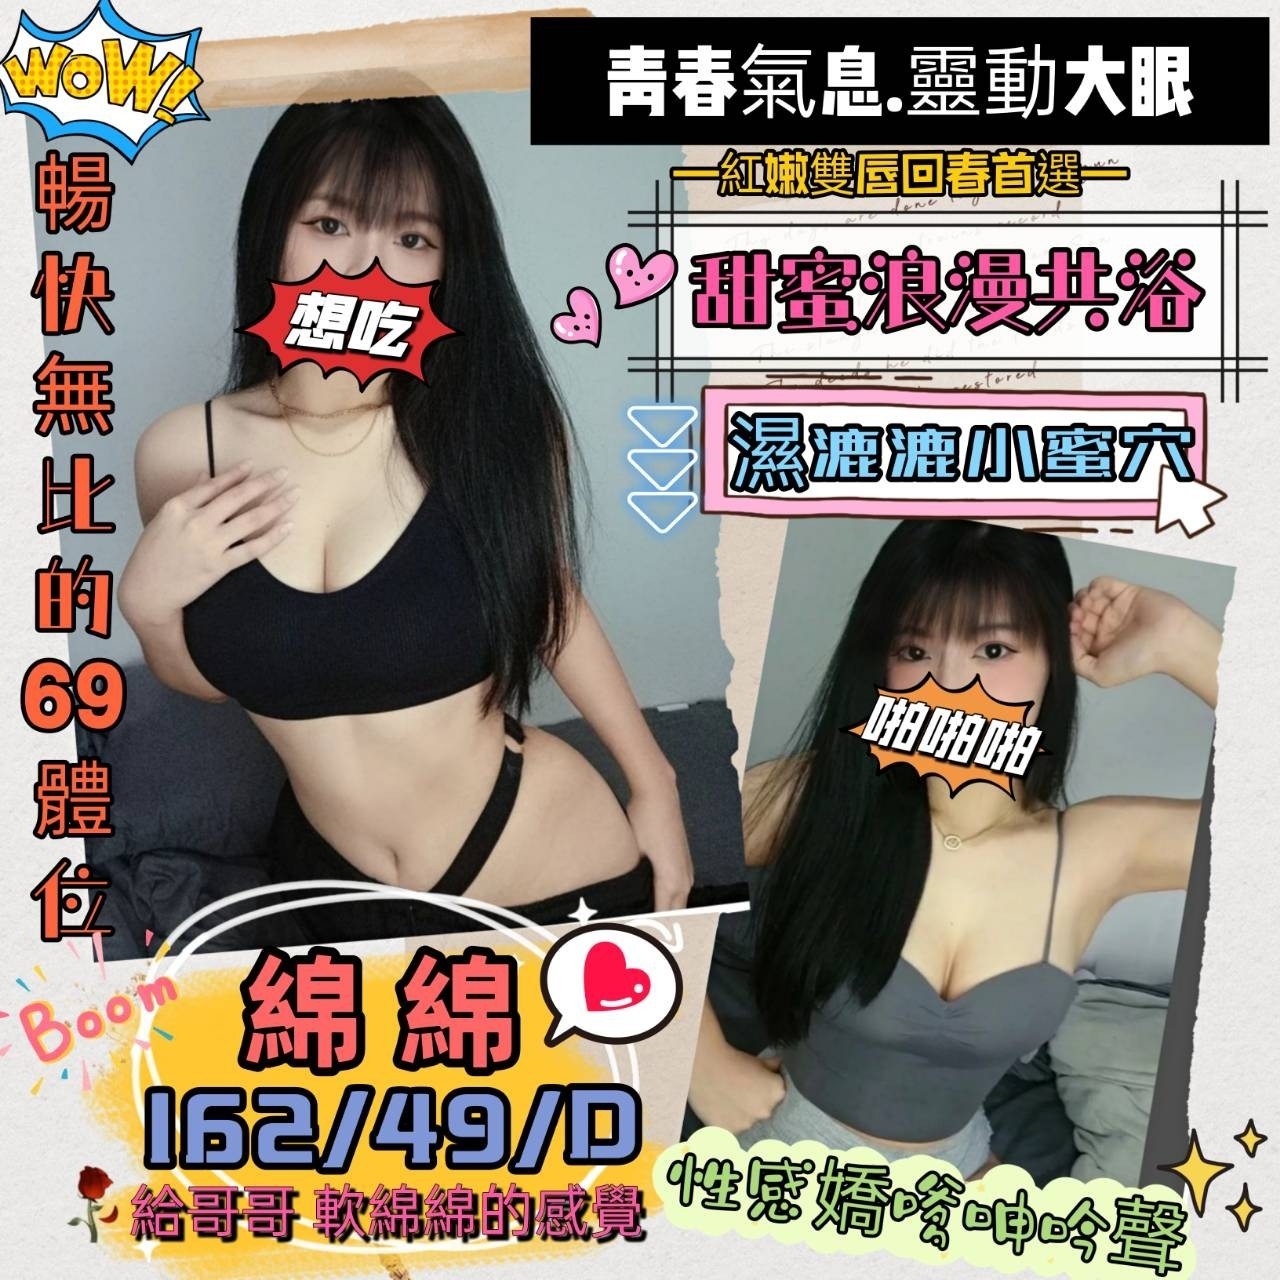 WOW!
青春氣息.靈動大眼
一紅嫩雙唇回春首選一
甜蜜浪漫共浴
濕漉漉小蜜穴
暢快無比的69體位
想吃
啪啪啪
Boom
綿綿
162/49/D
給哥哥 軟綿綿的感覺
性感嬌嗲呻吟聲